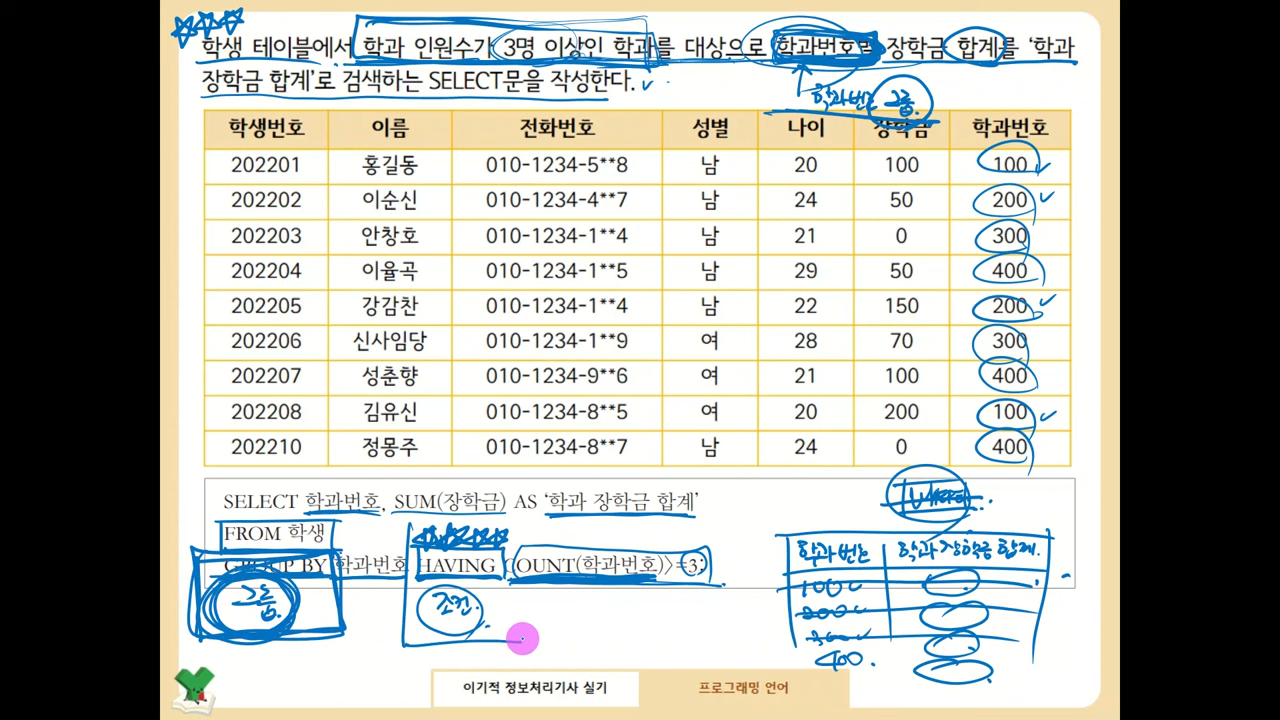 학생 테이블에서 학과 인원수가 3명 이상인 학과를 대상으로 학과번호별 장학금 합계를 ‘학과
장학금 합계’로 검색하는 SELECT문을 작성한다.
학과번호 그룹.
학생번호 이름 전화번호 성별 나이 장학금 학과번호
202201 홍길동 010-1234-5**8 남 20 100 100
202202 이순신 010-1234-4**7 남 24 50 200
202203 안창호 010-1234-1**4 남 21 0 300
202204 이율곡 010-1234-1**5 남 29 50 400
202205 강감찬 010-1234-1**4 남 22 150 200
202206 신사임당 010-1234-1**9 여 28 70 300
202207 성춘향 010-1234-9**6 여 21 100 400
202208 김유신 010-1234-8**5 여 20 200 100
202210 정몽주 010-1234-8**7 남 24 0 400
SELECT 학과번호, SUM(장학금) AS ‘학과 장학금 합계’
FROM 학생
GROUP BY 학과번호 HAVING COUNT(학과번호)>=3;
그룹.
조건.
학과번호 학과 장학금 합계.
100
200
300
400.
이기적 정보처리기사 실기
프로그래밍 언어